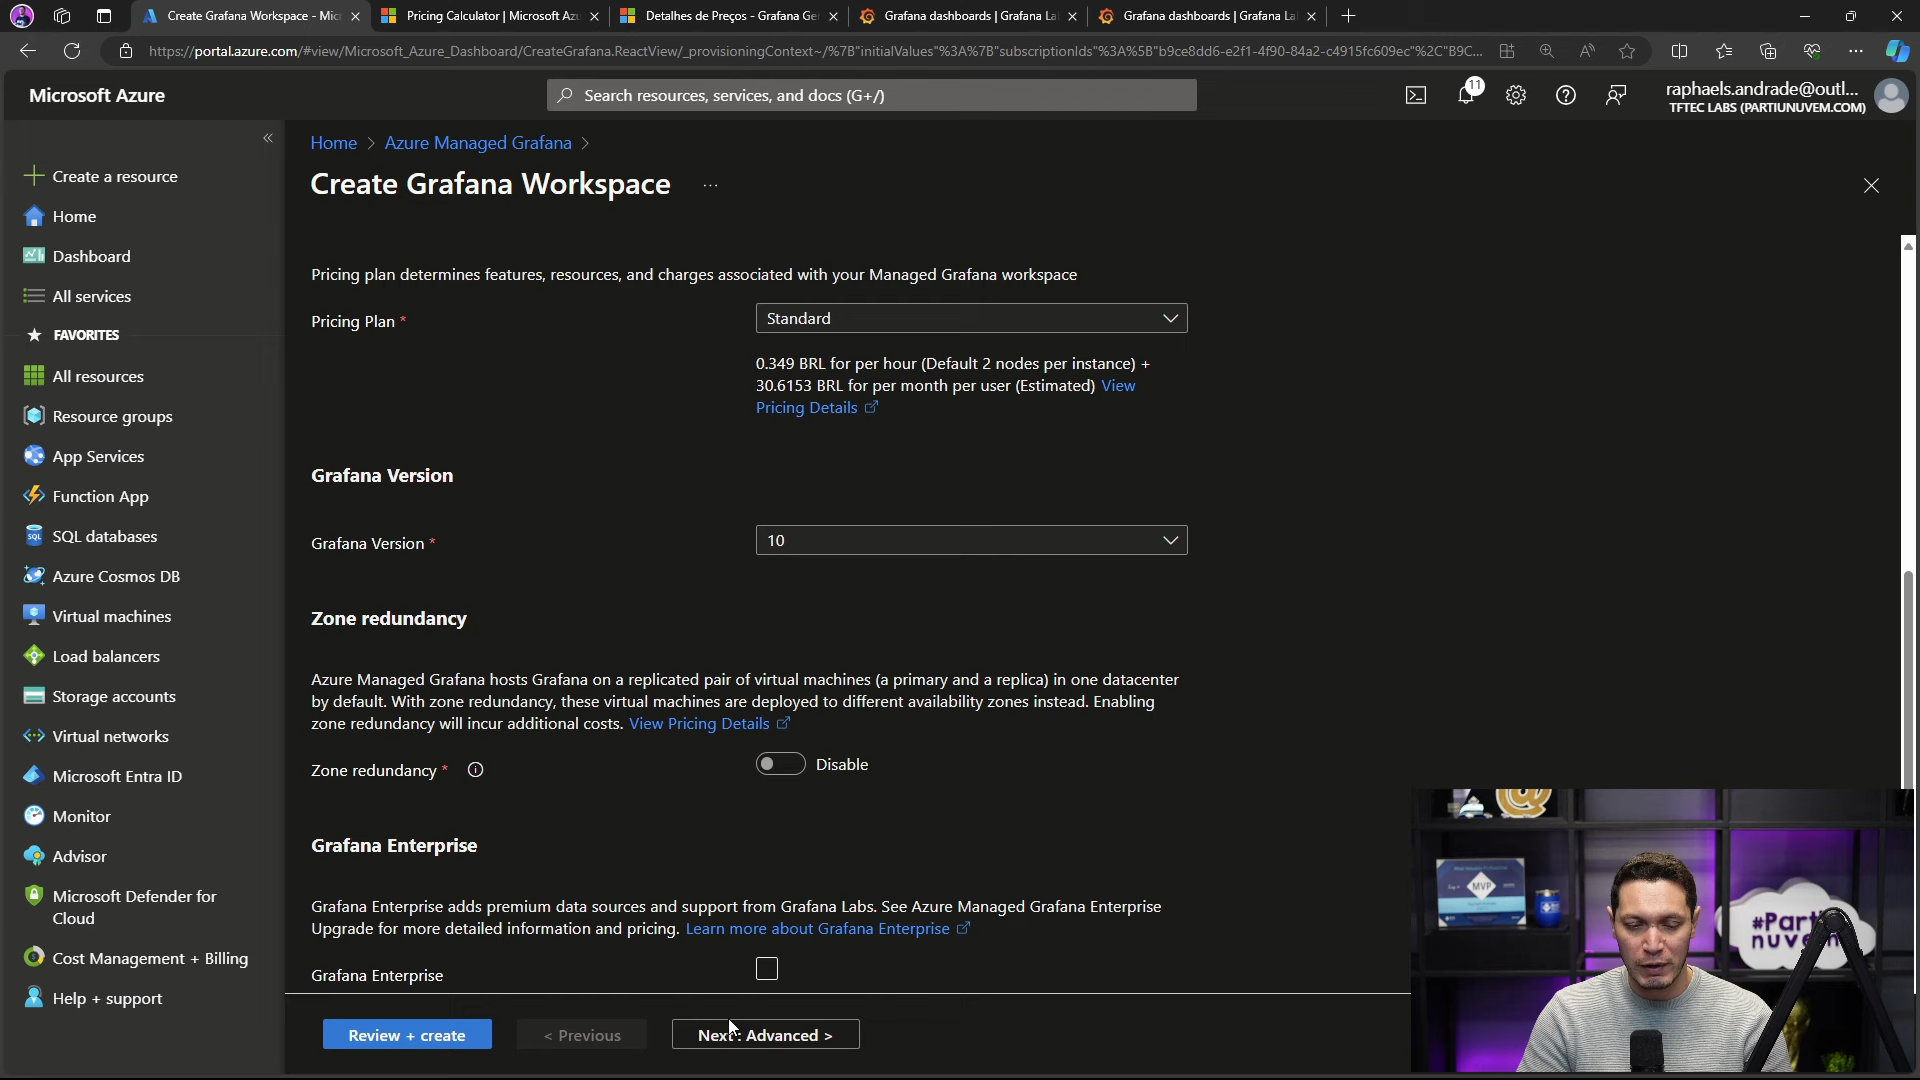 Create Grafana Workspace - Mic
Pricing Calculator | Microsoft Azu
Detalhes de Preços - Grafana Ge
Grafana dashboards | Grafana La
Grafana dashboards | Grafana La
https://portal.azure.com/#view/Microsoft_Azure_Dashboard/CreateGrafana.ReactView/_provisioningContext~/%7B"initialValues"%3A%7B"subscriptionIds"%3A%5B"b9ce8dd6-e2f1-4f90-84a2-c4915fc609ec"%2C"B9C...
Microsoft Azure
Search resources, services, and docs (G+/)
11
raphaels.andrade@outl...
TFTEC LABS (PARTIUNUVEM.COM)
Create a resource
Home
Dashboard
All services
FAVORITES
All resources
Resource groups
App Services
Function App
SQL databases
Azure Cosmos DB
Virtual machines
Load balancers
Storage accounts
Virtual networks
Microsoft Entra ID
Monitor
Advisor
Microsoft Defender for
Cloud
Cost Management + Billing
Help + support
Home > Azure Managed Grafana >
Create Grafana Workspace ...
Pricing plan determines features, resources, and charges associated with your Managed Grafana workspace
Pricing Plan *
Standard
0.349 BRL for per hour (Default 2 nodes per instance) +
30.6153 BRL for per month per user (Estimated) View
Pricing Details
Grafana Version
Grafana Version *
10
Zone redundancy
Azure Managed Grafana hosts Grafana on a replicated pair of virtual machines (a primary and a replica) in one datacenter
by default. With zone redundancy, these virtual machines are deployed to different availability zones instead. Enabling
zone redundancy will incur additional costs. View Pricing Details
Zone redundancy *
Disable
Grafana Enterprise
Grafana Enterprise adds premium data sources and support from Grafana Labs. See Azure Managed Grafana Enterprise
Upgrade for more detailed information and pricing. Learn more about Grafana Enterprise
Grafana Enterprise
Review + create
< Previous
Next : Advanced >
MVP
#Parti
nuvem